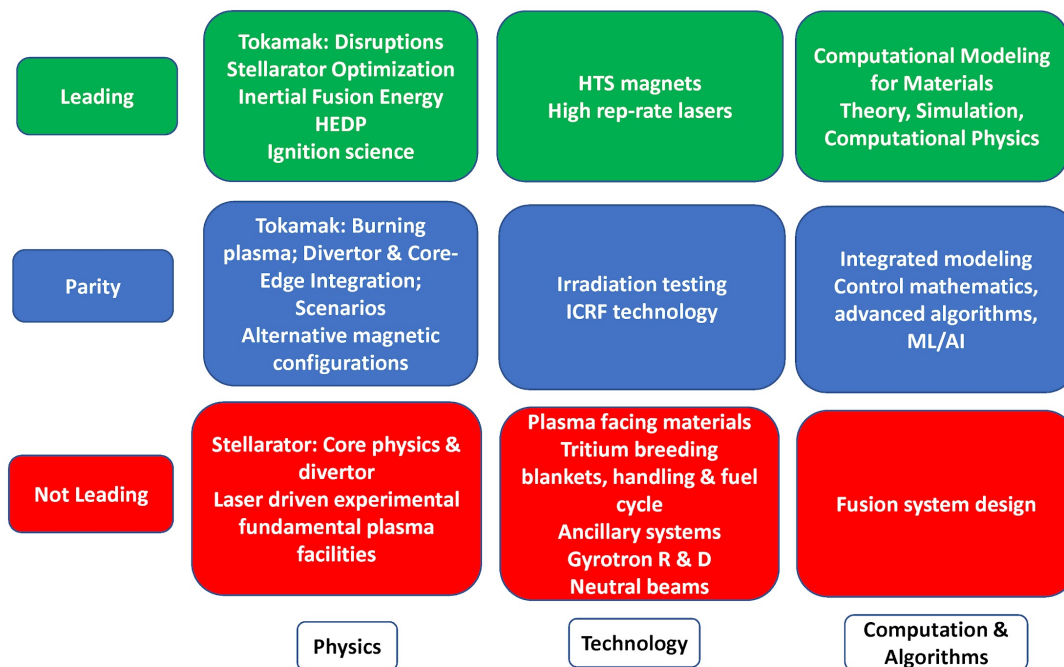 Leading
Tokamak: Disruptions
Stellarator Optimization
Inertial Fusion Energy
HEDP
Ignition science
HTS magnets
High rep-rate lasers
Computational Modeling
for Materials
Theory, Simulation,
Computational Physics
Parity
Tokamak: Burning
plasma; Divertor & Core-
Edge Integration;
Scenarios
Alternative magnetic
configurations
Irradiation testing
ICRF technology
Integrated modeling
Control mathematics,
advanced algorithms,
ML/AI
Not Leading
Stellarator: Core physics &
divertor
Laser driven experimental
fundamental plasma
facilities
Plasma facing materials
Tritium breeding
blankets, handling & fuel
cycle
Ancillary systems
Gyrotron R & D
Neutral beams
Fusion system design
Physics
Technology
Computation &
Algorithms